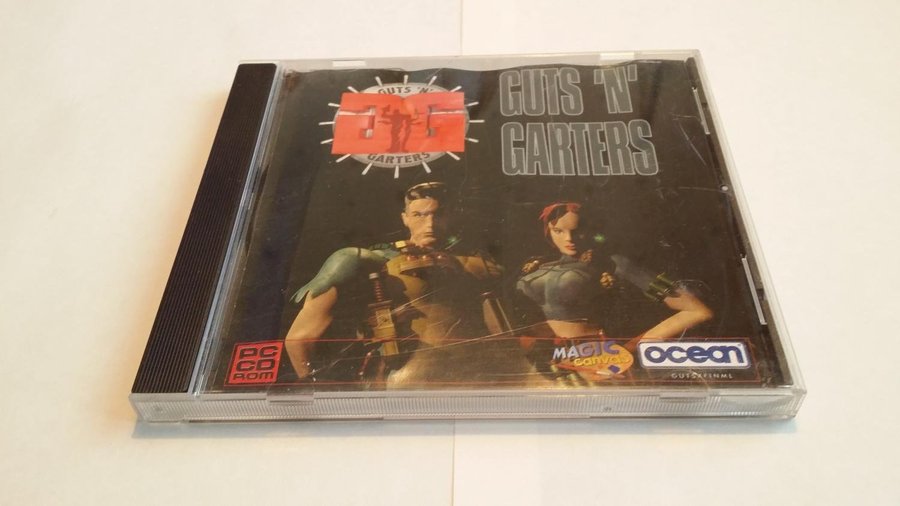 GUTS 'N'
GARTERS
GUTS 'N'
GARTERS
PC
CD
ROM
MAGIC
Canvas
ocean